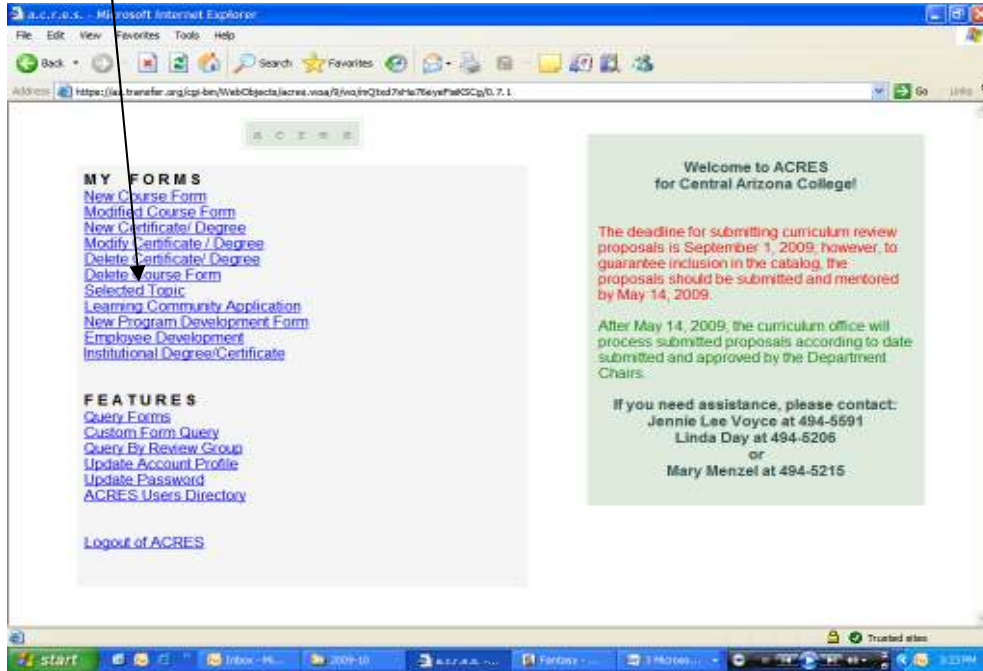 a.c.r.e.s. - Microsoft Internet Explorer
File Edit View Favorites Tools Help
Back Search Favorites
Address Go Links
a c r e s
MY FORMS
New Course Form
Modified Course Form
New Certificate/ Degree
Modify Certificate / Degree
Delete Certificate/ Degree
Delete Course Form
Selected Topic
Learning Community Application
New Program Development Form
Employee Development
Institutional Degree/Certificate
FEATURES
Query Forms
Custom Form Query
Query By Review Group
Update Account Profile
Update Password
ACRES Users Directory
Logout of ACRES
Welcome to ACRES
for Central Arizona College!
The deadline for submitting curriculum review
proposals is September 1, 2009, however, to
guarantee inclusion in the catalog, the
proposals should be submitted and mentored
by May 14, 2009.
After May 14, 2009, the curriculum office will
process submitted proposals according to date
submitted and approved by the Department
Chairs.
If you need assistance, please contact:
Jennie Lee Voyce at 494-5591
Linda Day at 494-5206
or
Mary Menzel at 494-5215
Trusted sites
start Inbox - M... 2009-10 a.c.r.e.s. -... Fantasy -... 3:23 PM